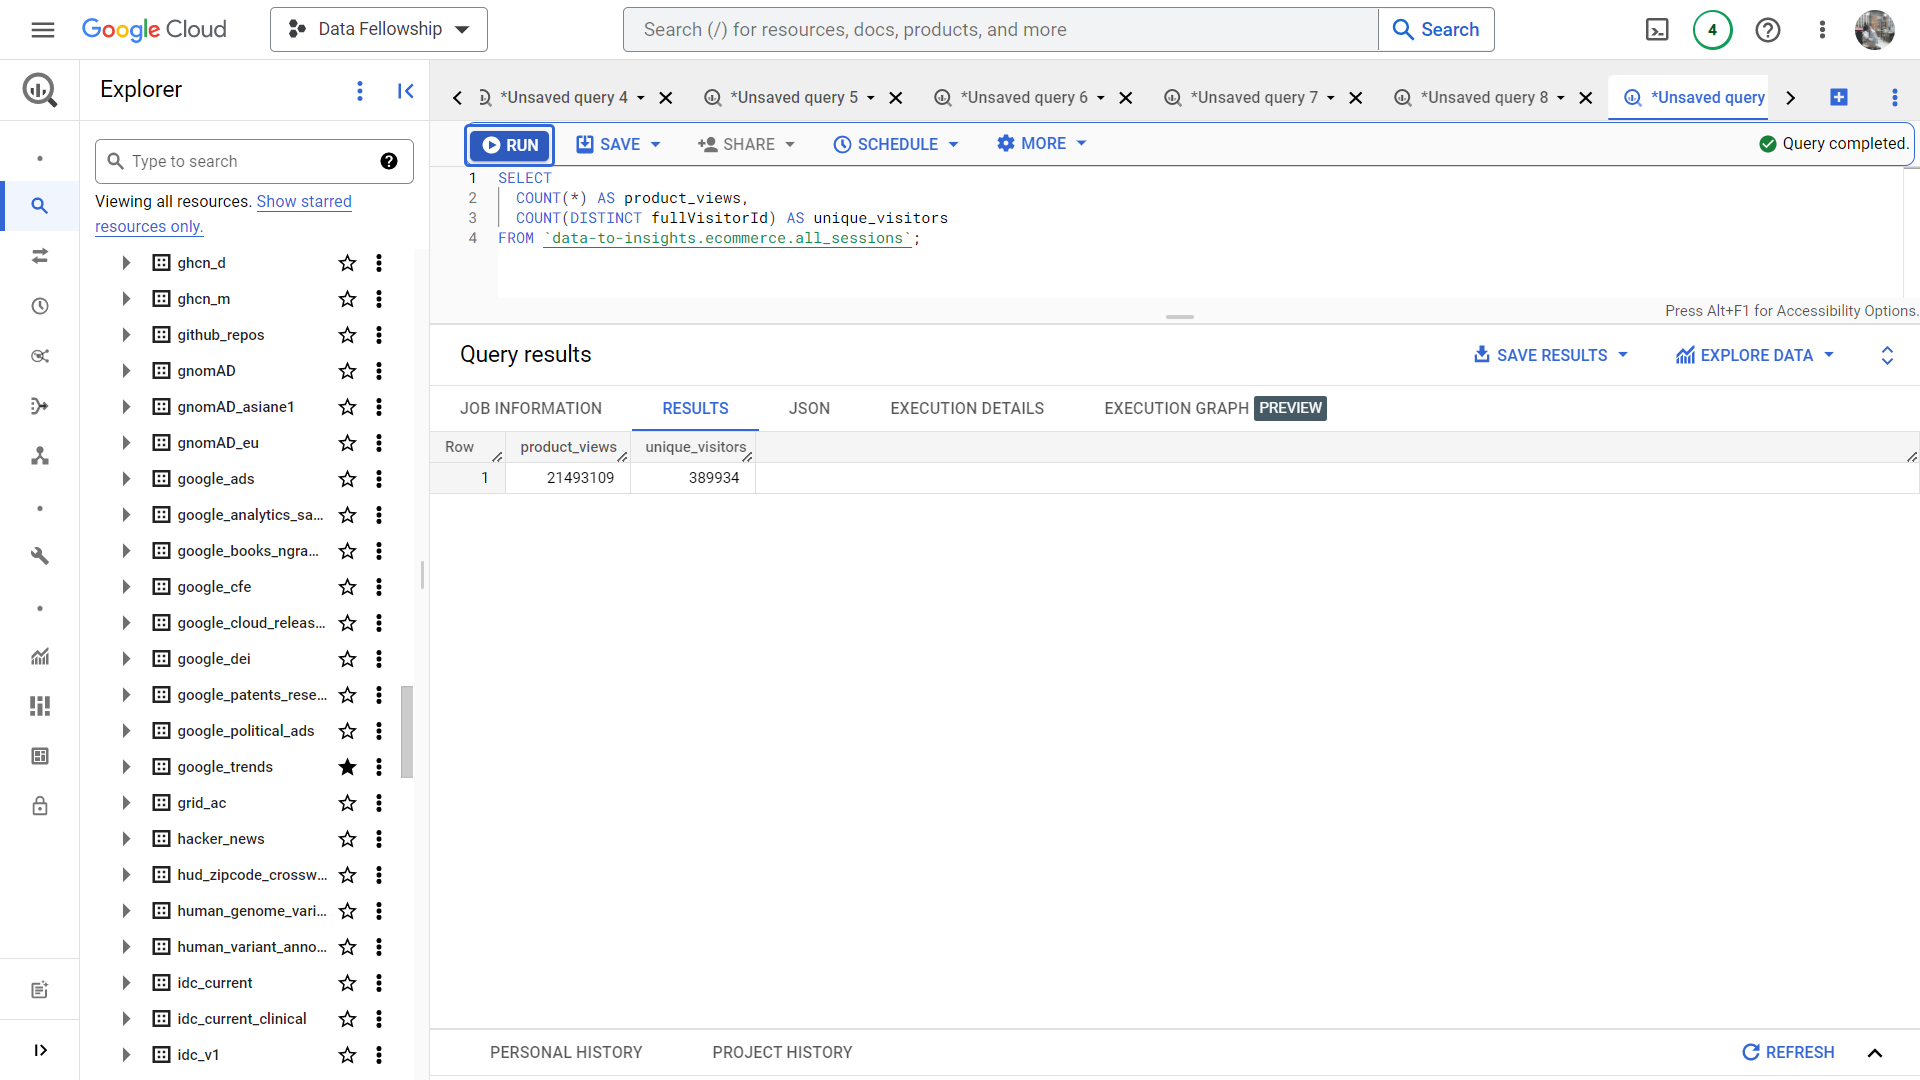 Google Cloud
Data Fellowship
Search (/) for resources, docs, products, and more
Search
4
Explorer
*Unsaved query 4
*Unsaved query 5
*Unsaved query 6
*Unsaved query 7
*Unsaved query 8
*Unsaved query
Type to search
Viewing all resources. Show starred
resources only.
ghcn_d
ghcn_m
github_repos
gnomAD
gnomAD_asiane1
gnomAD_eu
google_ads
google_analytics_sa...
google_books_ngra...
google_cfe
google_cloud_releas...
google_dei
google_patents_rese...
google_political_ads
google_trends
grid_ac
hacker_news
hud_zipcode_crossw...
human_genome_vari...
human_variant_anno...
idc_current
idc_current_clinical
idc_v1
RUN
SAVE
SHARE
SCHEDULE
MORE
Query completed.
1 SELECT
2 COUNT(*) AS product_views,
3 COUNT(DISTINCT fullVisitorId) AS unique_visitors
4 FROM `data-to-insights.ecommerce.all_sessions`;
Press Alt+F1 for Accessibility Options.
Query results
SAVE RESULTS
EXPLORE DATA
JOB INFORMATION
RESULTS
JSON
EXECUTION DETAILS
EXECUTION GRAPH PREVIEW
Row product_views unique_visitors
1 21493109 389934
PERSONAL HISTORY
PROJECT HISTORY
REFRESH